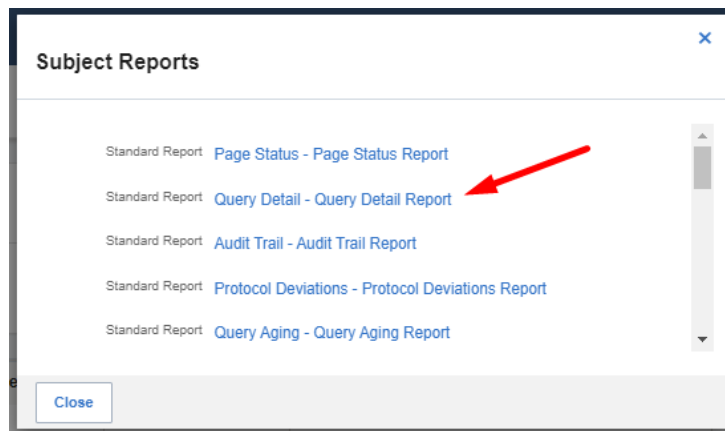 Subject Reports
×
Standard Report Page Status - Page Status Report
Standard Report Query Detail - Query Detail Report
Standard Report Audit Trail - Audit Trail Report
Standard Report Protocol Deviations - Protocol Deviations Report
Standard Report Query Aging - Query Aging Report
e
Close